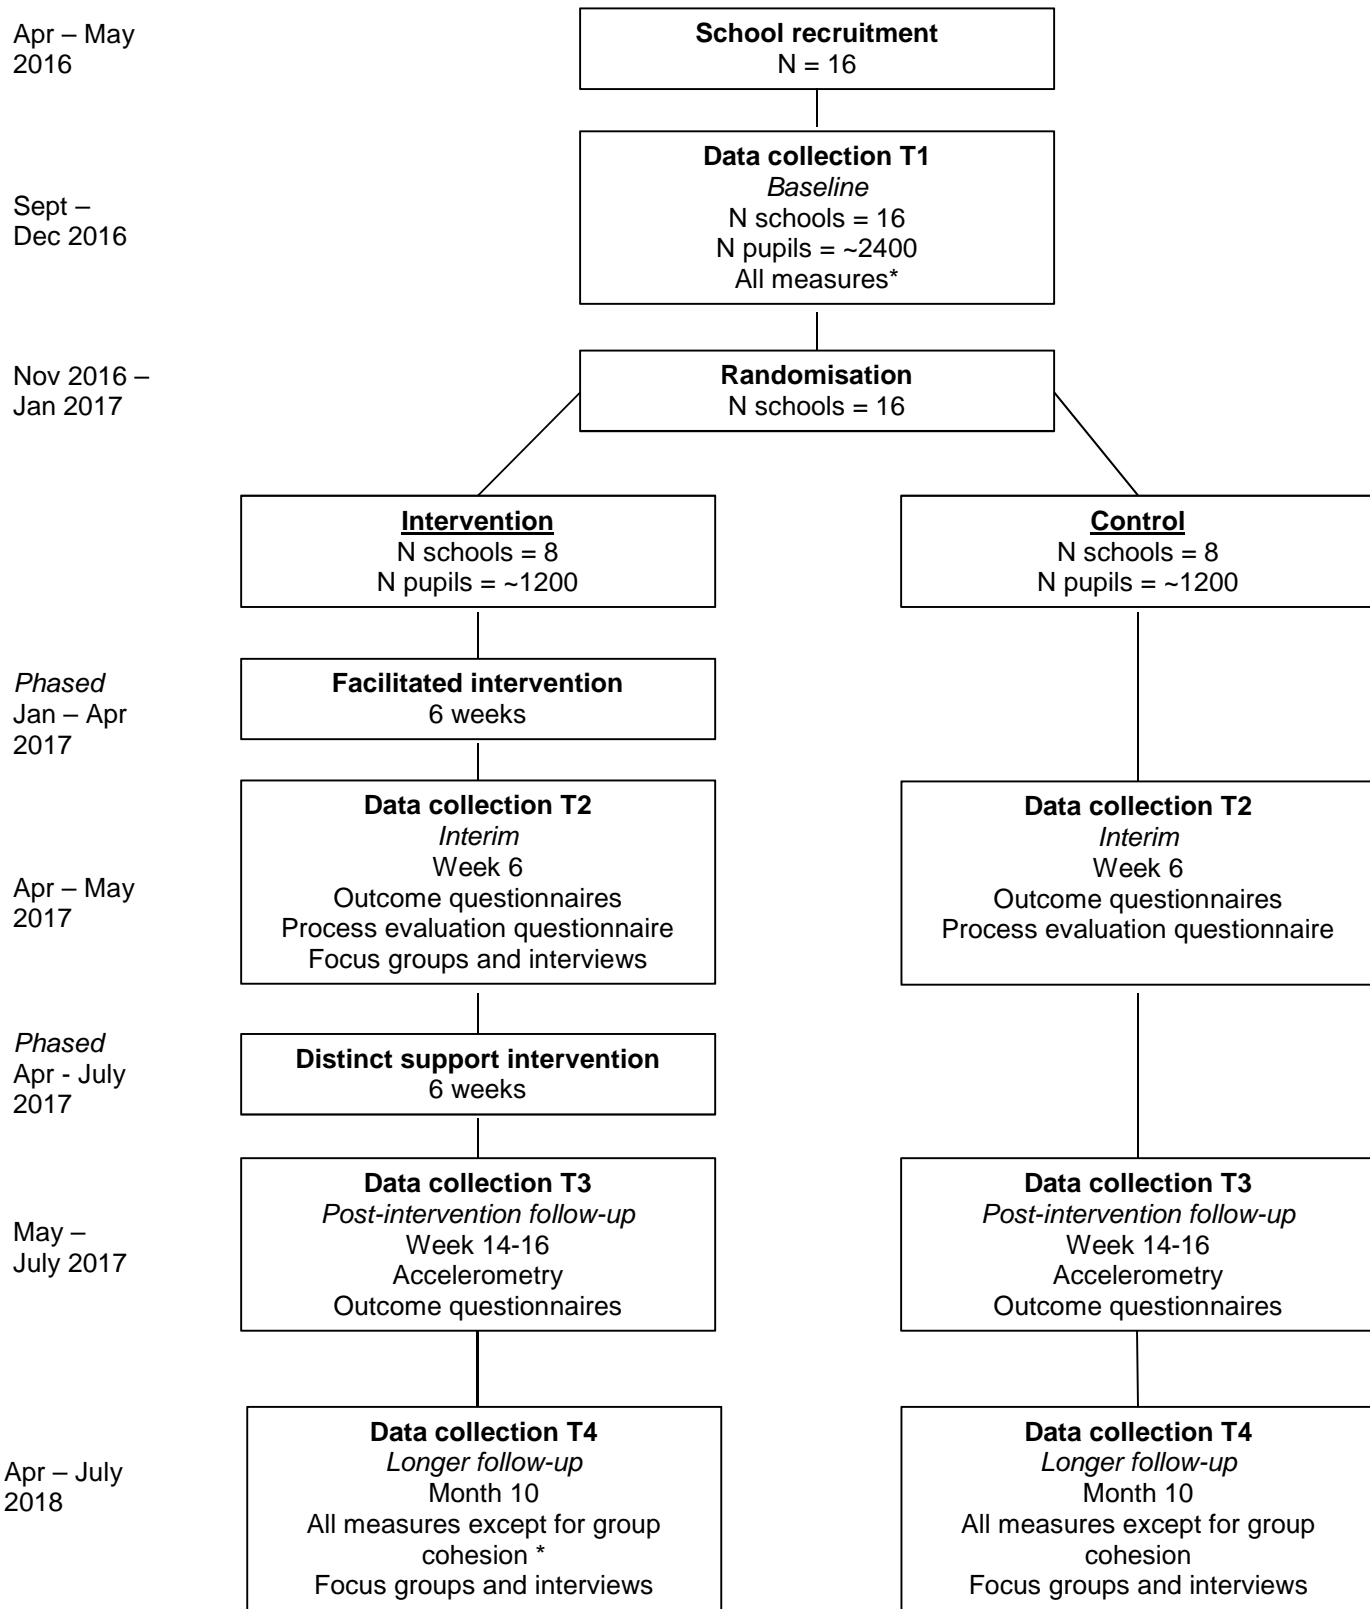 Apr – May
2016
School recruitment
N = 16
Sept –
Dec 2016
Data collection T1
Baseline
N schools = 16
N pupils = ~2400
All measures*
Nov 2016 –
Jan 2017
Randomisation
N schools = 16
Intervention
N schools = 8
N pupils = ~1200
Control
N schools = 8
N pupils = ~1200
Phased
Jan – Apr
2017
Facilitated intervention
6 weeks
Apr – May
2017
Data collection T2
Interim
Week 6
Outcome questionnaires
Process evaluation questionnaire
Focus groups and interviews
Data collection T2
Interim
Week 6
Outcome questionnaires
Process evaluation questionnaire
Phased
Apr - July
2017
Distinct support intervention
6 weeks
May –
July 2017
Data collection T3
Post-intervention follow-up
Week 14-16
Accelerometry
Outcome questionnaires
Data collection T3
Post-intervention follow-up
Week 14-16
Accelerometry
Outcome questionnaires
Apr – July
2018
Data collection T4
Longer follow-up
Month 10
All measures except for group
cohesion *
Focus groups and interviews
Data collection T4
Longer follow-up
Month 10
All measures except for group
cohesion
Focus groups and interviews